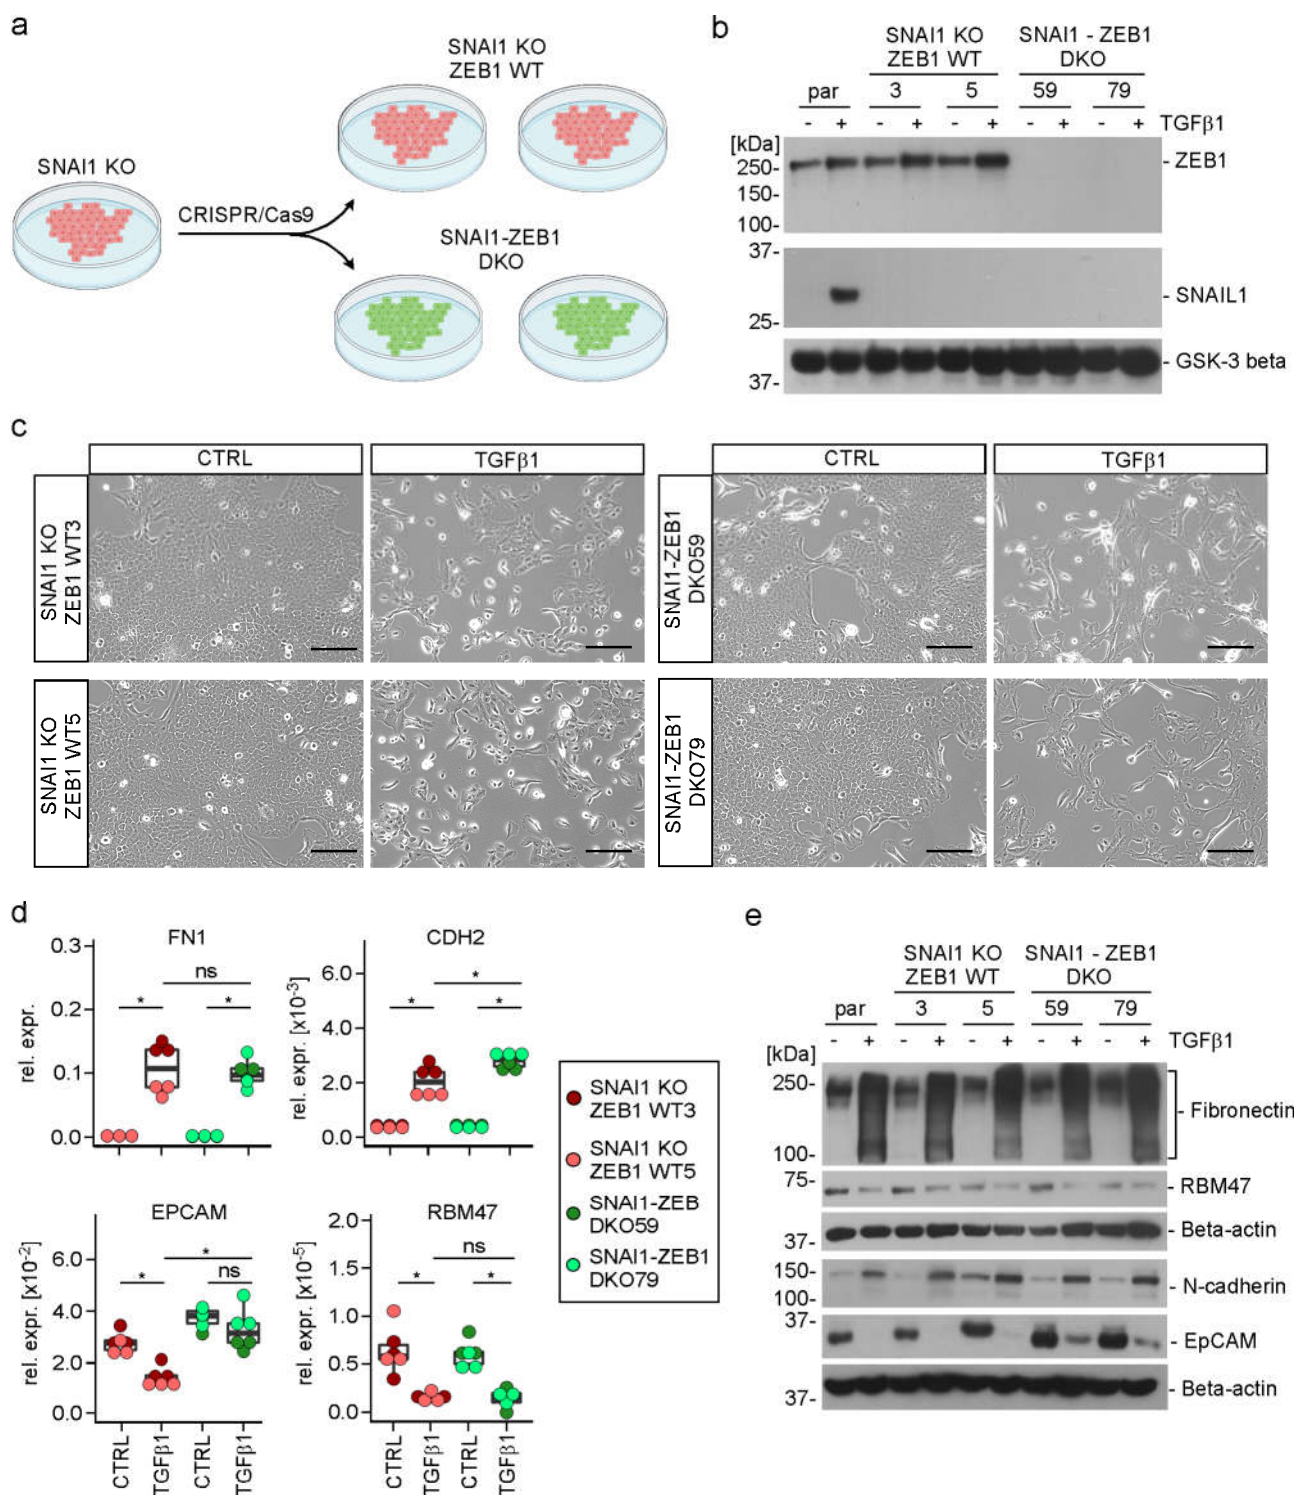 a
SNAI1 KO
ZEB1 WT
SNAI1 KO
CRISPR/Cas9
SNAI1-ZEB1
DKO
b
SNAI1 KO
ZEB1 WT
SNAI1 - ZEB1
DKO
par 3 5 59 79
- + - + - + - + - + TGFβ1
[kDa]
250-
150-
100-
- ZEB1
37-
25-
- SNAIL1
37-
- GSK-3 beta
c
CTRL TGFβ1 CTRL TGFβ1
SNAI1 KO
ZEB1 WT3
SNAI1-ZEB1
DKO59
SNAI1 KO
ZEB1 WT5
SNAI1-ZEB1
DKO79
d
FN1
rel. expr.
0.3
0.2
0.1
0.0
ns
* *
CDH2
rel. expr. [x10⁻³]
6.0
4.0
2.0
0.0
*
* *
EPCAM
rel. expr. [x10⁻²]
6.0
4.0
2.0
0.0
*
* ns
CTRL
TGFβ1
CTRL
TGFβ1
RBM47
rel. expr. [x10⁻⁵]
2.0
1.5
1.0
0.5
0.0
ns
* *
CTRL
TGFβ1
CTRL
TGFβ1
SNAI1 KO
ZEB1 WT3
SNAI1 KO
ZEB1 WT5
SNAI1-ZEB
DKO59
SNAI1-ZEB1
DKO79
e
SNAI1 KO
ZEB1 WT
SNAI1 - ZEB1
DKO
par 3 5 59 79
- + - + - + - + - + TGFβ1
[kDa]
250-
100-
- Fibronectin
75-
- RBM47
37-
- Beta-actin
150-
100-
- N-cadherin
37-
- EpCAM
37-
- Beta-actin